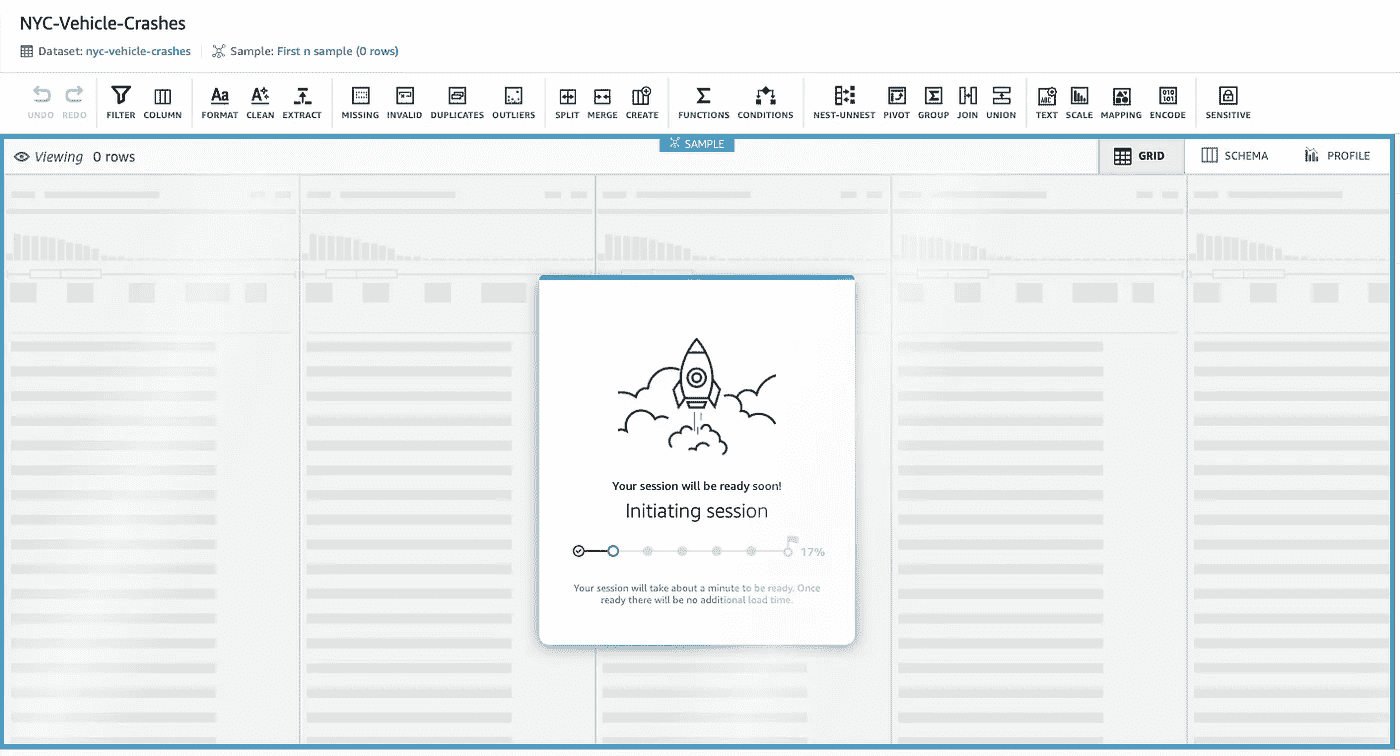 NYC-Vehicle-Crashes
Dataset: nyc-vehicle-crashes Sample: First n sample (0 rows)
UNDO REDO FILTER COLUMN FORMAT CLEAN EXTRACT MISSING INVALID DUPLICATES OUTLIERS SPLIT MERGE CREATE FUNCTIONS CONDITIONS NEST-UNNEST PIVOT GROUP JOIN UNION TEXT SCALE MAPPING ENCODE SENSITIVE
SAMPLE
Viewing 0 rows GRID SCHEMA PROFILE
Your session will be ready soon!
Initiating session
17%
Your session will take about a minute to be ready. Once
ready there will be no additional load time.